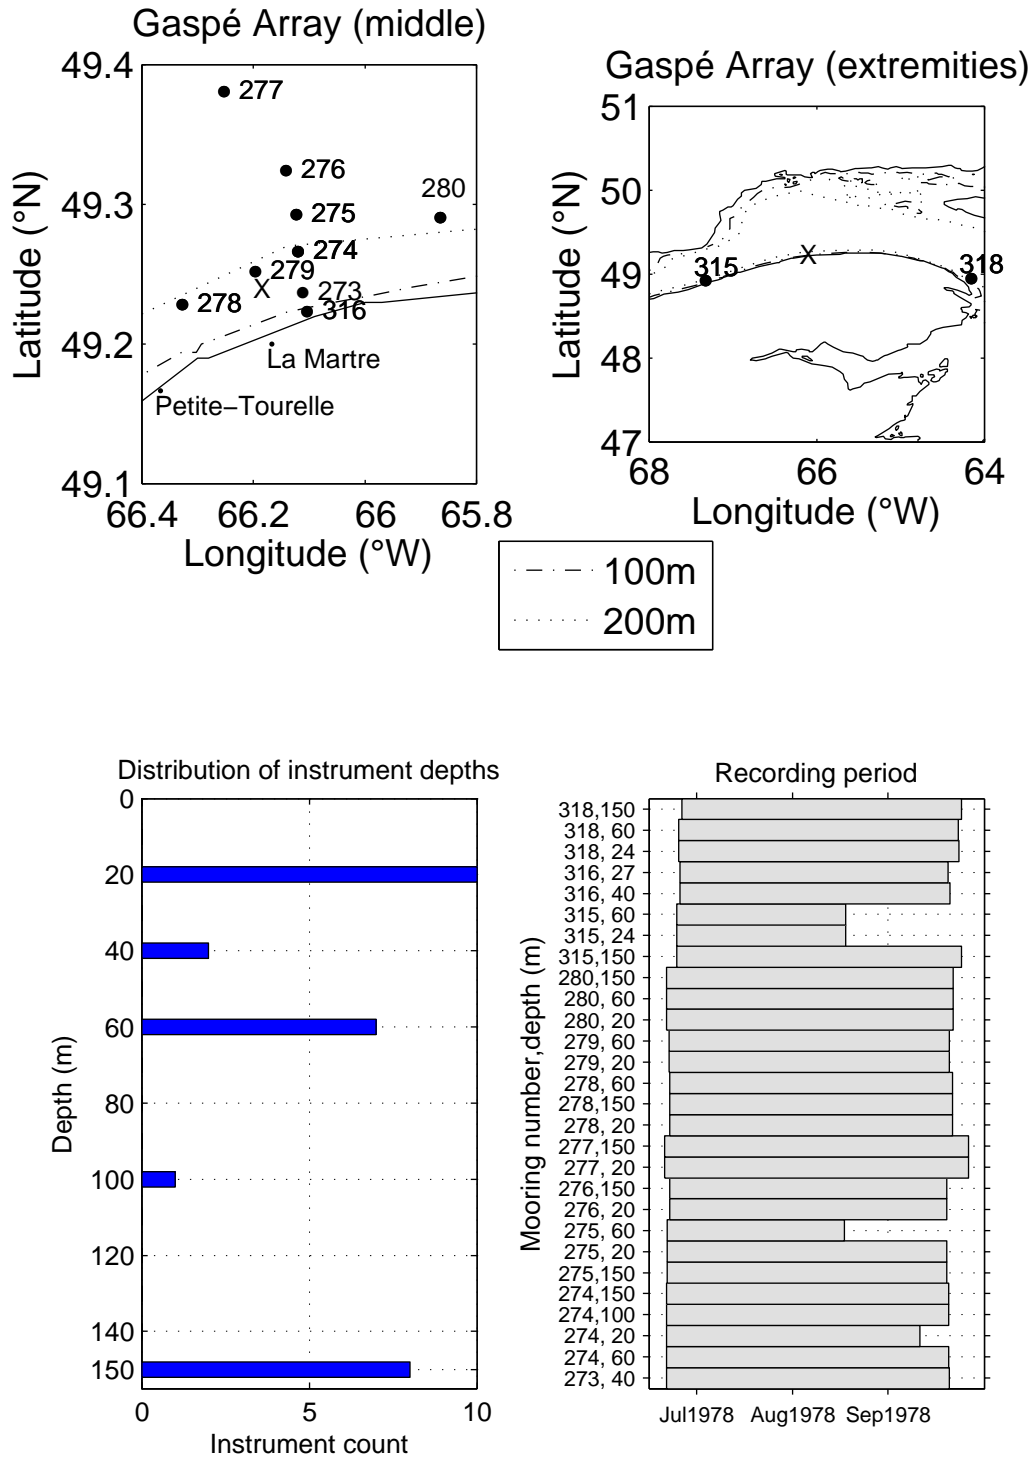 Gaspé Array (middle)
49.4
49.3
49.2
49.1
Latitude (°N)
277
276
280
275
274
279
X
273
278
316
La Martre
Petite−Tourelle
66.4 66.2 66 65.8
Longitude (°W)
Gaspé Array (extremities)
51
50
49
48
47
Latitude (°N)
X
315
318
68 66 64
Longitude (°W)
100m
200m
Distribution of instrument depths
0
20
40
60
80
100
120
140
150
Depth (m)
0 5 10
Instrument count
Recording period
318,150
318, 60
318, 24
316, 27
316, 40
315, 60
315, 24
315,150
280,150
280, 60
280, 20
279, 60
279, 20
278, 60
278,150
278, 20
277,150
277, 20
276,150
276, 20
275, 60
275, 20
275,150
274,150
274,100
274, 20
274, 60
273, 40
Mooring number,depth (m)
Jul1978 Aug1978 Sep1978